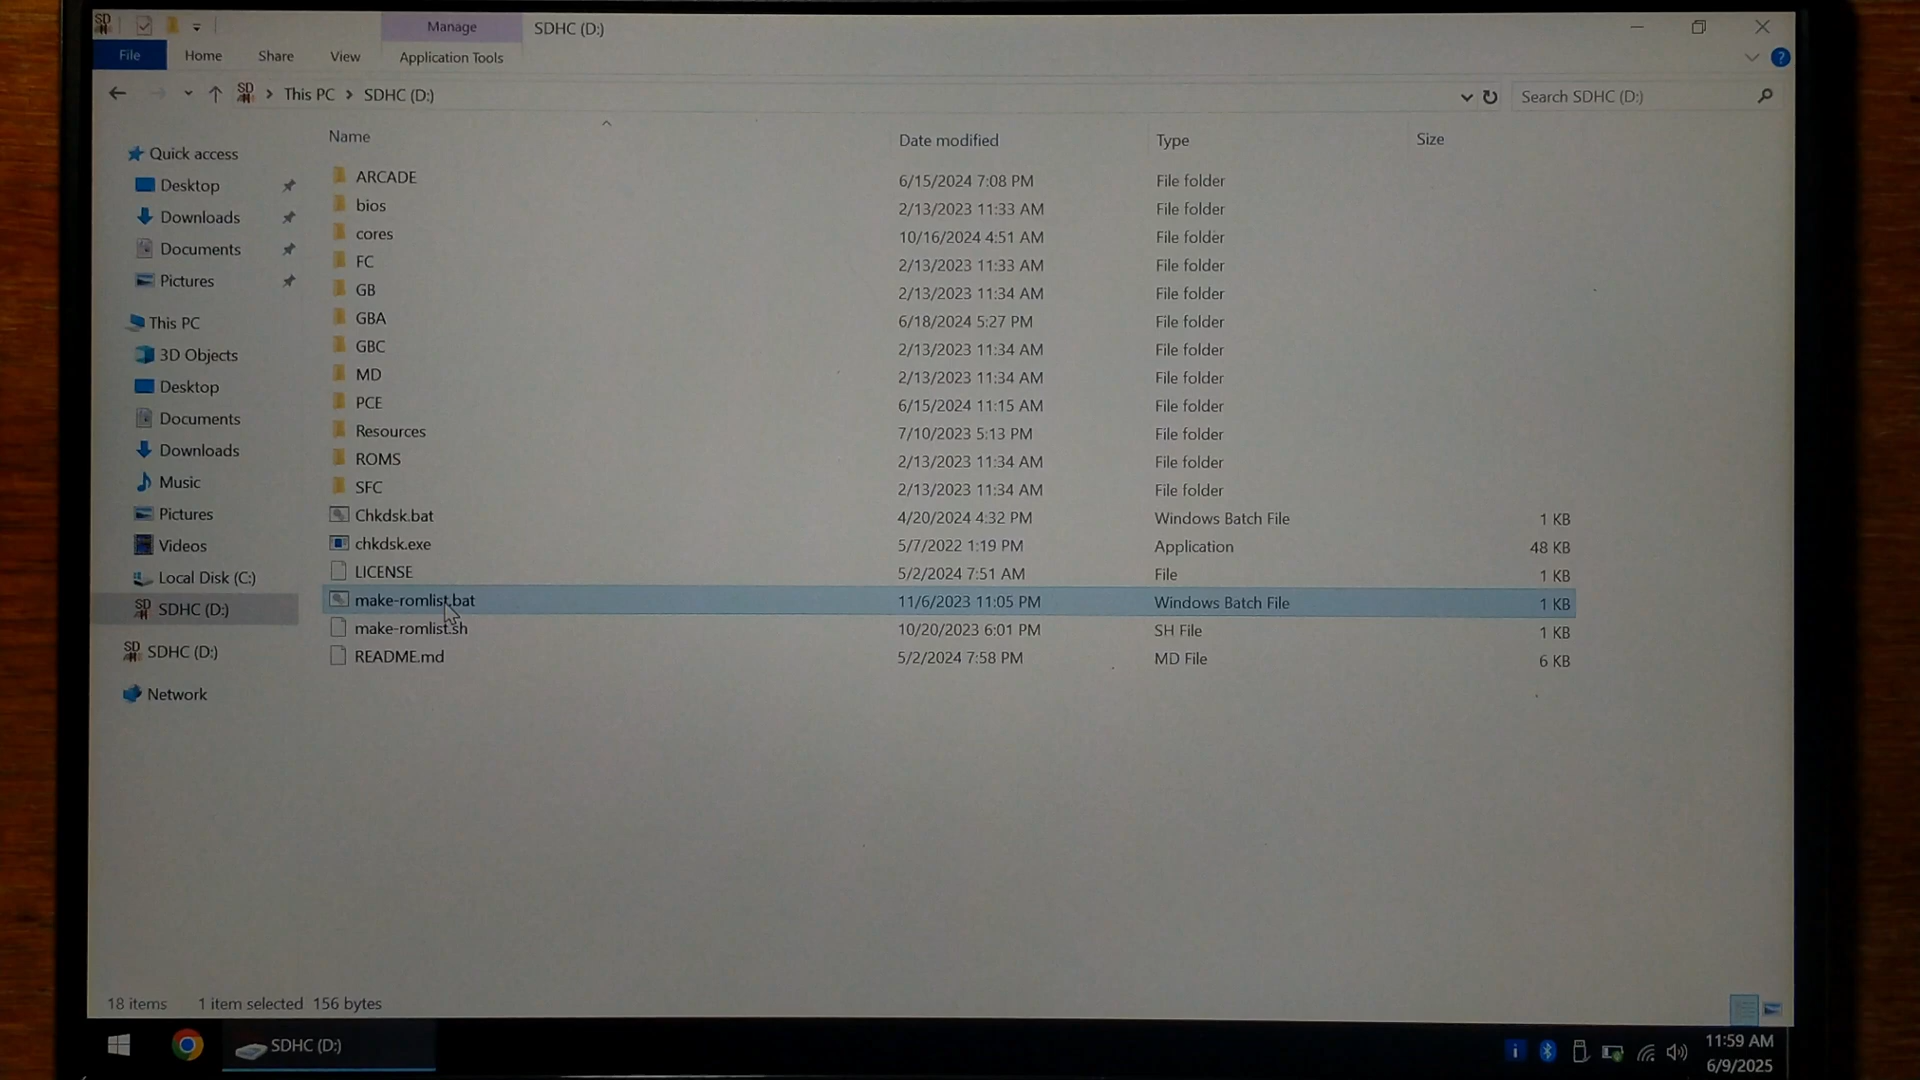 Manage
SDHC (D:)
File
Home
Share
View
Application Tools
This PC
SDHC (D:)
Search SDHC (D:)
Name
Date modified
Type
Size
Quick access
Desktop
Downloads
Documents
Pictures
This PC
3D Objects
Desktop
Documents
Downloads
Music
Pictures
Videos
Local Disk (C:)
SDHC (D:)
SDHC (D:)
Network
ARCADE 6/15/2024 7:08 PM File folder
bios 2/13/2023 11:33 AM File folder
cores 10/16/2024 4:51 AM File folder
FC 2/13/2023 11:33 AM File folder
GB 2/13/2023 11:34 AM File folder
GBA 6/18/2024 5:27 PM File folder
GBC 2/13/2023 11:34 AM File folder
MD 2/13/2023 11:34 AM File folder
PCE 6/15/2024 11:15 AM File folder
Resources 7/10/2023 5:13 PM File folder
ROMS 2/13/2023 11:34 AM File folder
SFC 2/13/2023 11:34 AM File folder
Chkdsk.bat 4/20/2024 4:32 PM Windows Batch File 1 KB
chkdsk.exe 5/7/2022 1:19 PM Application 48 KB
LICENSE 5/2/2024 7:51 AM File 1 KB
make-romlist.bat 11/6/2023 11:05 PM Windows Batch File 1 KB
make-romlist.sh 10/20/2023 6:01 PM SH File 1 KB
README.md 5/2/2024 7:58 PM MD File 6 KB
18 items 1 item selected 156 bytes
SDHC (D:)
11:59 AM
6/9/2025